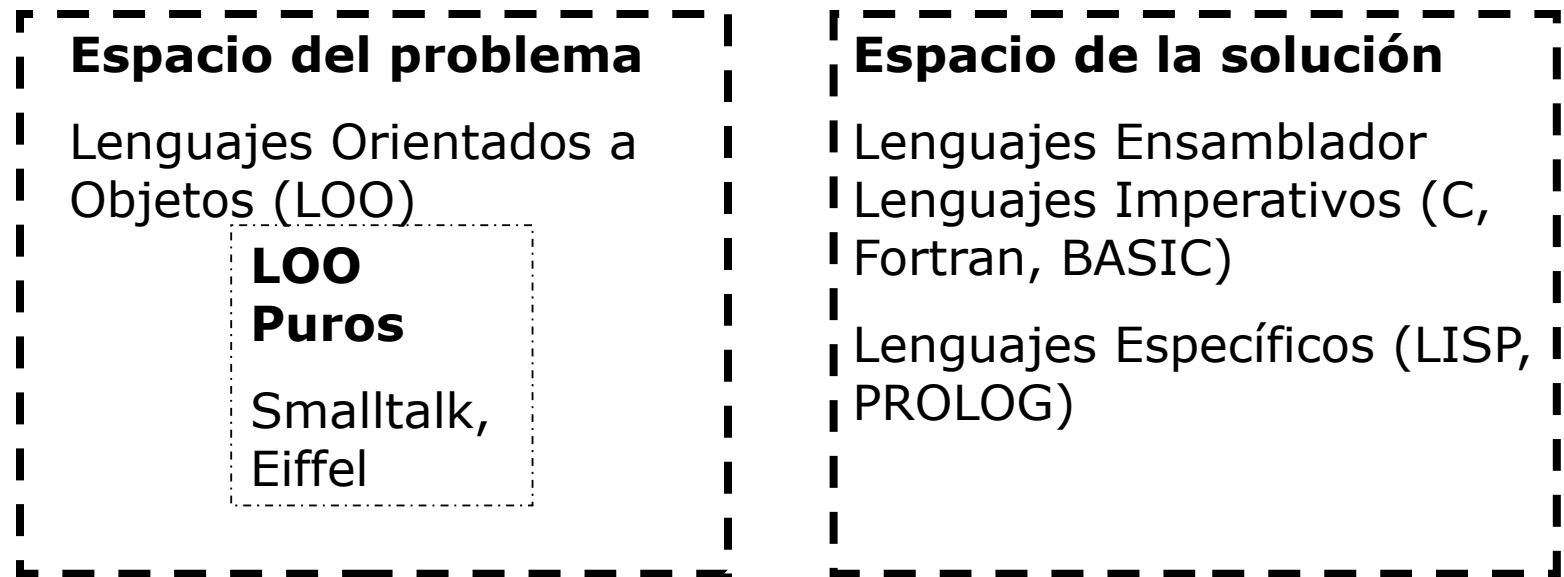 Espacio del problema
Lenguajes Orientados a
Objetos (LOO)
LOO
Puros
Smalltalk,
Eiffel
Espacio de la solución
Lenguajes Ensamblador
Lenguajes Imperativos (C,
Fortran, BASIC)
Lenguajes Específicos (LISP,
PROLOG)